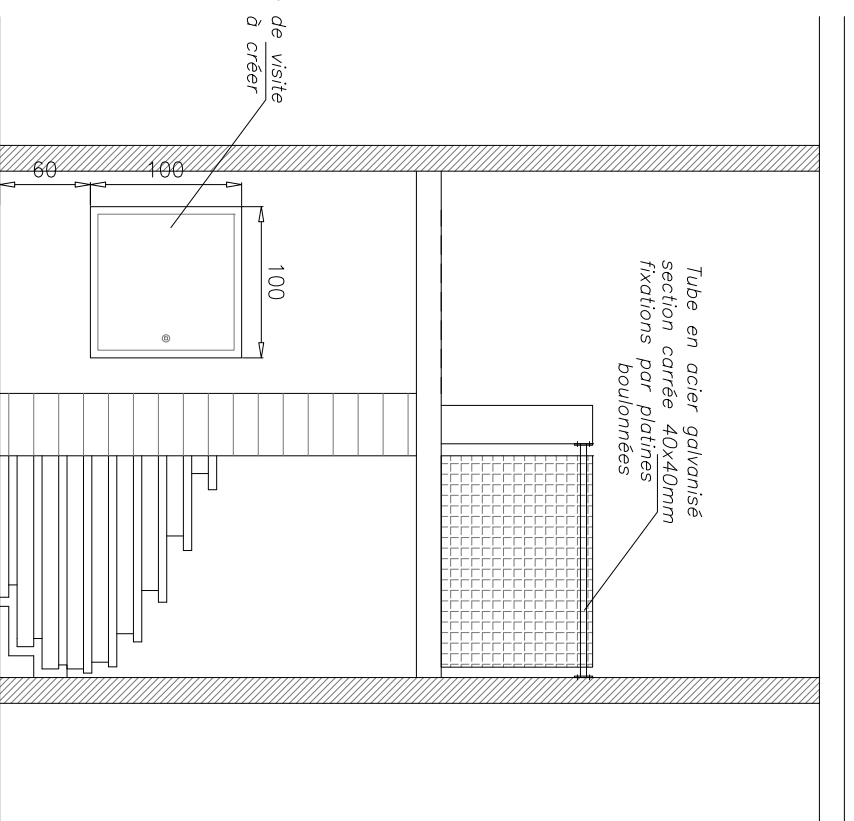 de visite
à créer
60
100
100
Tube en acier galvanisé
section carrée 40x40mm
fixations par platines
boulonnées